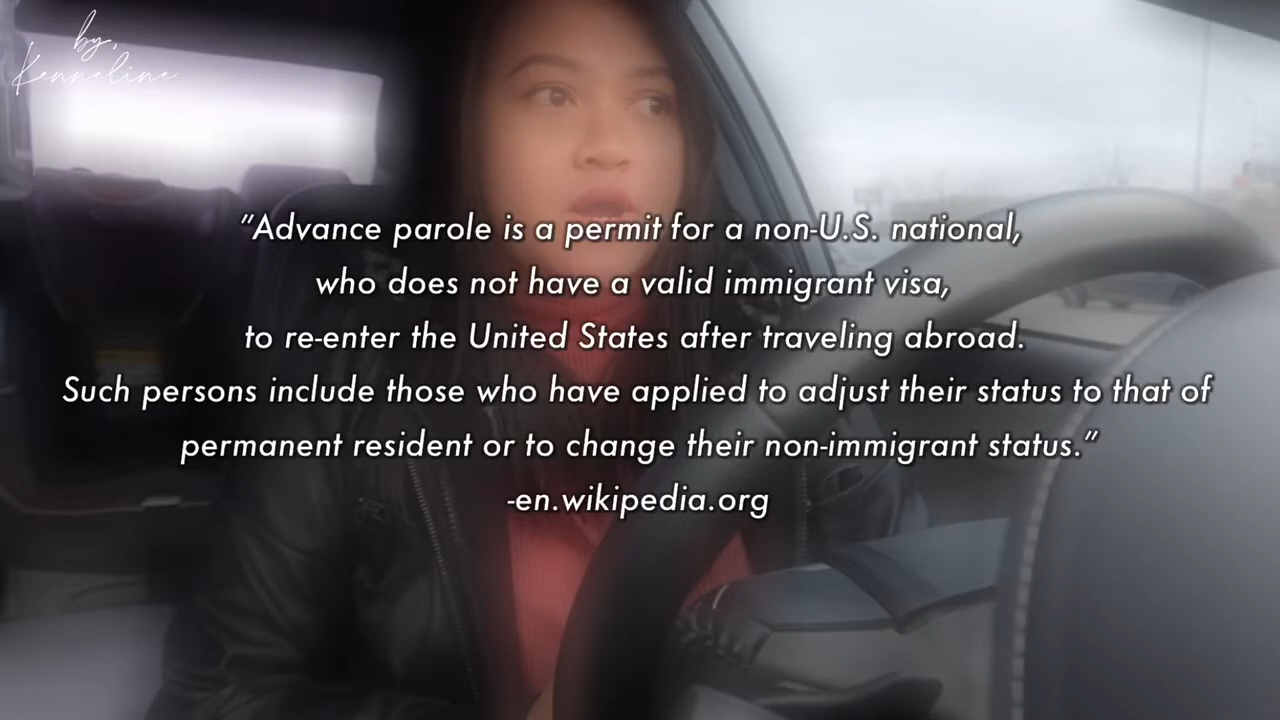 by,
Kenneline
"Advance parole is a permit for a non-U.S. national,
who does not have a valid immigrant visa,
to re-enter the United States after traveling abroad.
Such persons include those who have applied to adjust their status to that of
permanent resident or to change their non-immigrant status."
-en.wikipedia.org